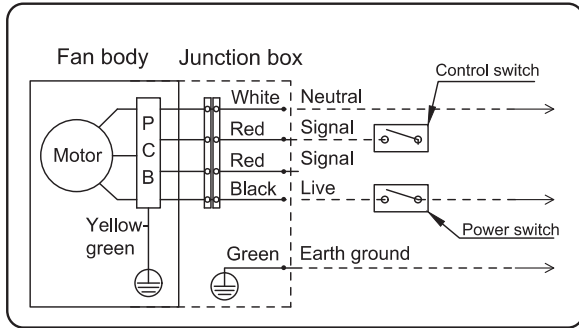 Fan body
Junction box
Control switch
White
Neutral
P
C
B
Red
Signal
Motor
Red
Signal
Black
Live
Yellow-
green
Power switch
Green
Earth ground